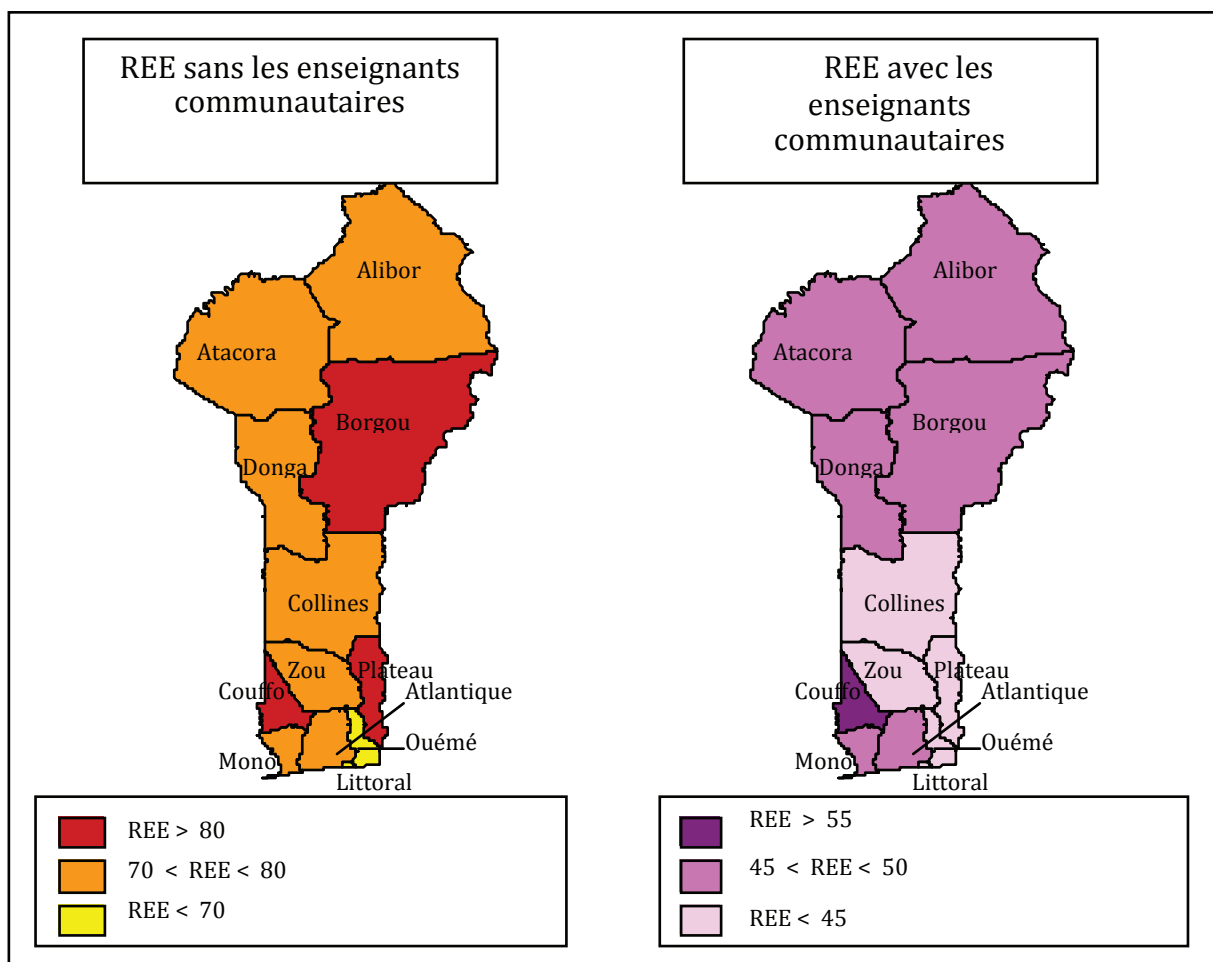 REE sans les enseignants
communautaires
Alibor
Atacora
Borgou
Donga
Collines
Zou
Plateau
Couffo
Atlantique
Ouémé
Mono
Littoral
REE > 80
70 < REE < 80
REE < 70
REE avec les
enseignants
communautaires
Alibor
Atacora
Borgou
Donga
Collines
Zou
Plateau
Couffo
Atlantique
Ouémé
Mono
Littoral
REE > 55
45 < REE < 50
REE < 45